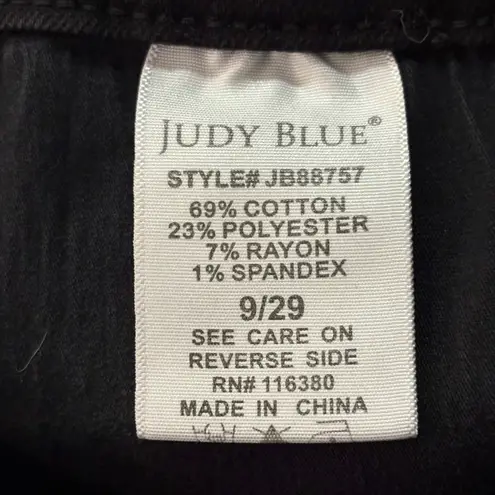 JUDY BLUE®
STYLE# JB88757
69% COTTON
23% POLYESTER
7% RAYON
1% SPANDEX
9/29
SEE CARE ON
REVERSE SIDE
RN# 116380
MADE IN CHINA